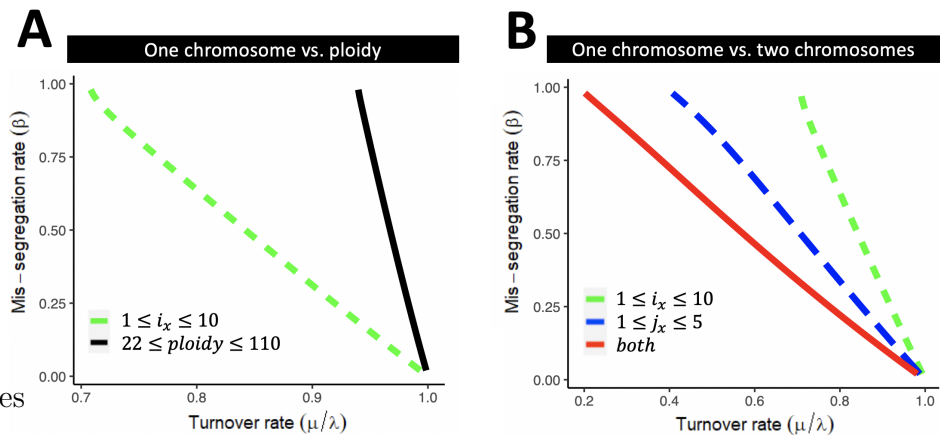 A
One chromosome vs. ploidy
1.00
0.75
0.50
0.25
0.00
Mis−segregation rate (β)
1 ≤ iₓ ≤ 10
22 ≤ ploidy ≤ 110
0.7
0.8
0.9
1.0
Turnover rate (μ/λ)
es
B
One chromosome vs. two chromosomes
1.00
0.75
0.50
0.25
0.00
Mis−segregation rate (β)
1 ≤ iₓ ≤ 10
1 ≤ jₓ ≤ 5
both
0.2
0.4
0.6
0.8
1.0
Turnover rate (μ/λ)